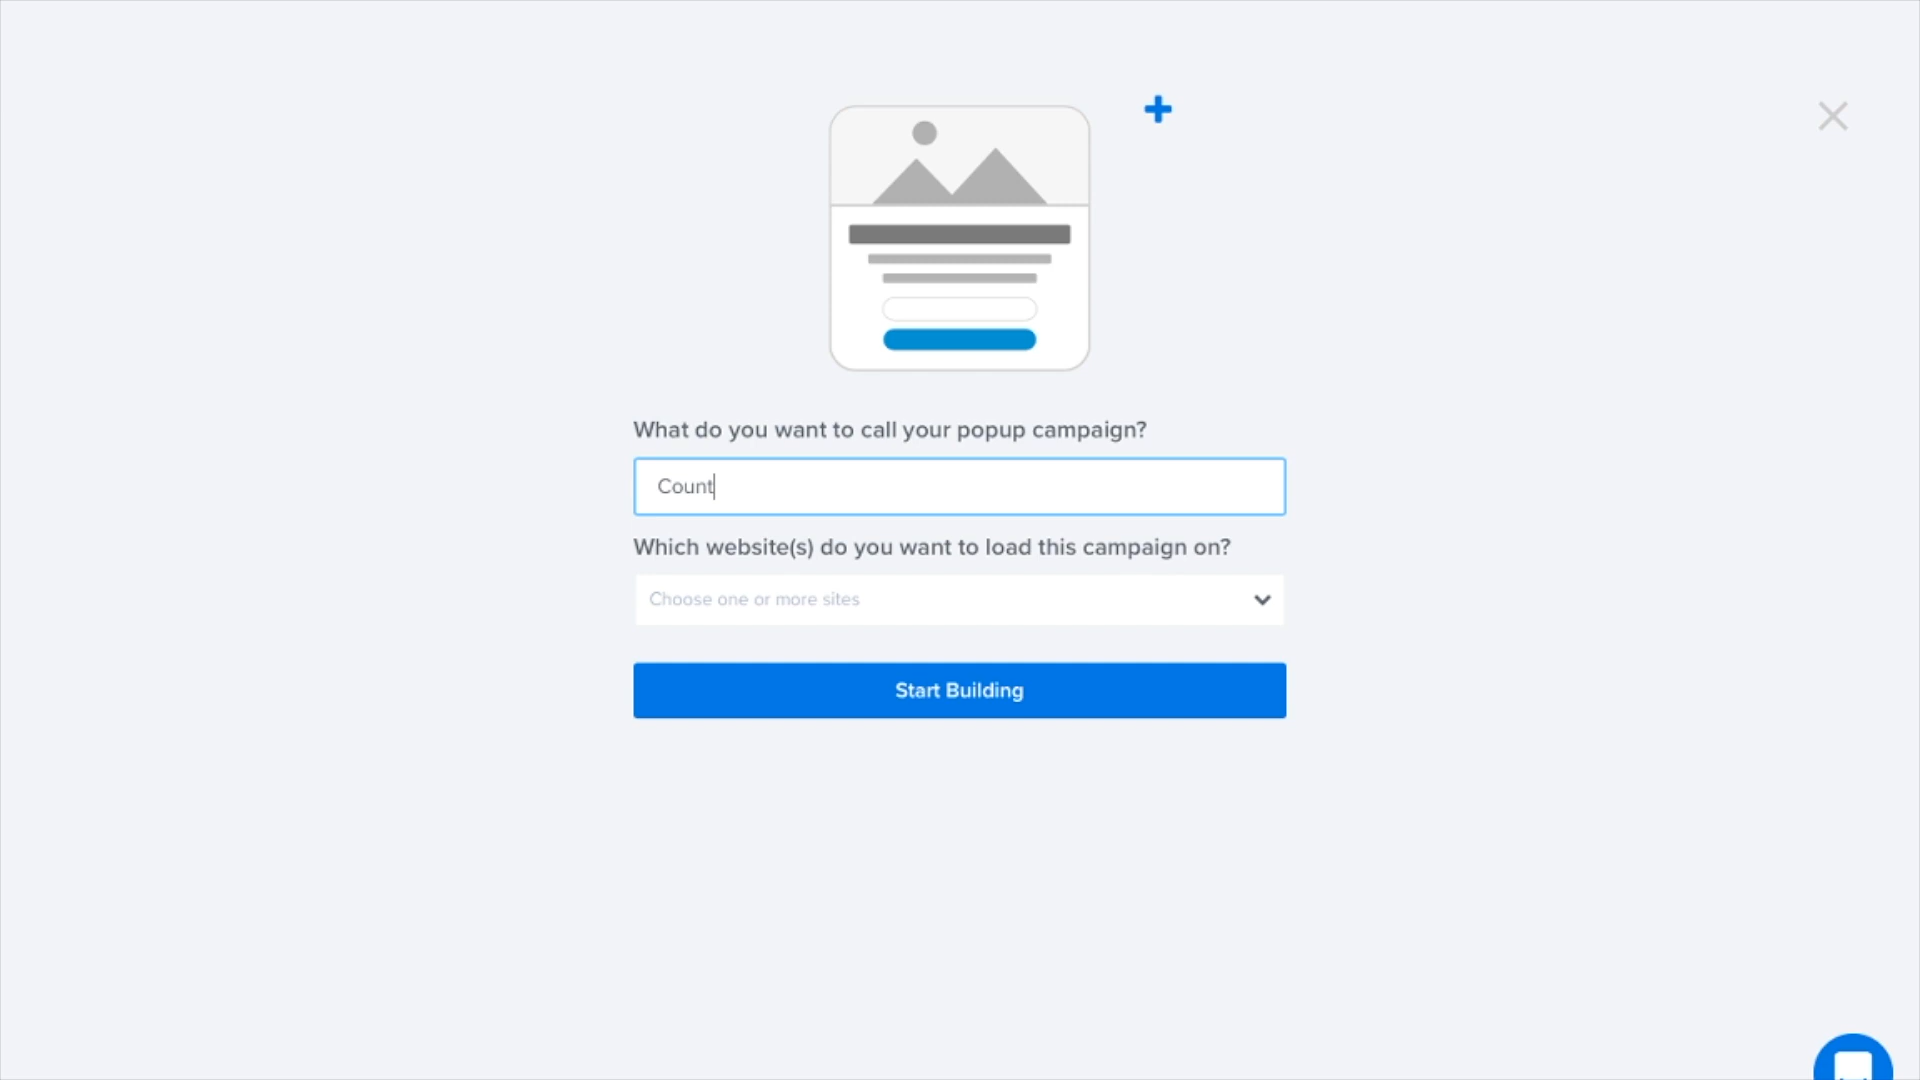 What do you want to call your popup campaign?
Count
Which website(s) do you want to load this campaign on?
Choose one or more sites
Start Building